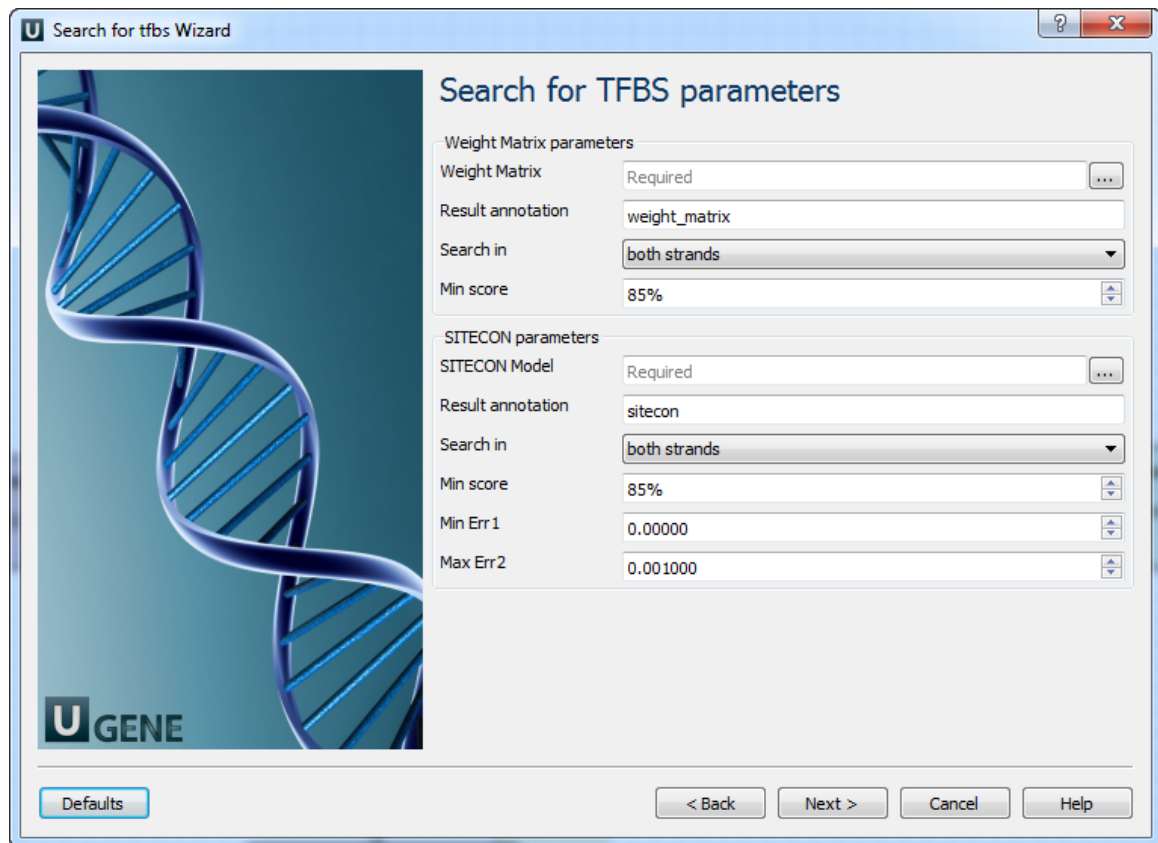 U Search for tfbs Wizard
? X
Search for TFBS parameters
Weight Matrix parameters
Weight Matrix Required ...
Result annotation weight_matrix
Search in both strands
Min score 85%
SITECON parameters
SITECON Model Required ...
Result annotation sitecon
Search in both strands
Min score 85%
Min Err1 0.00000
Max Err2 0.001000
U GENE
Defaults < Back Next > Cancel Help